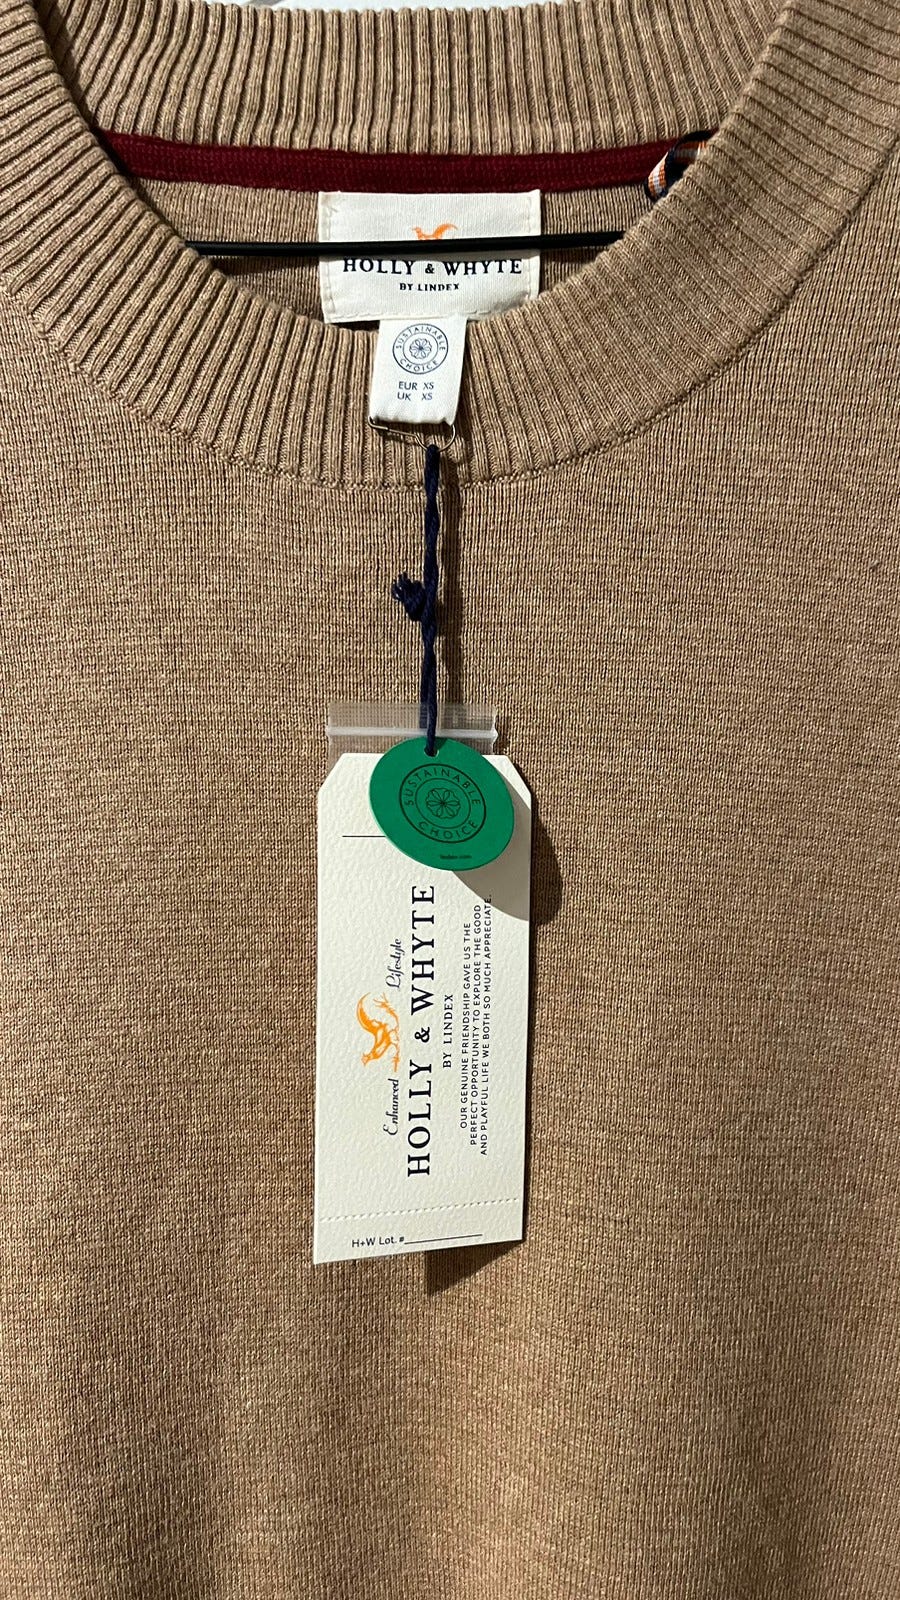 HOLLY & WHYTE
BY LINDEX
SUSTAINABLE
CHOICE
EUR XS
UK XS
SUSTAINABLE
CHOICE
lindex.com
Enhanced Lifestyle
HOLLY & WHYTE
BY LINDEX
OUR GENUINE FRIENDSHIP GAVE US THE
PERFECT OPPORTUNITY TO EXPLORE THE GOOD
AND PLAYFUL LIFE WE BOTH SO MUCH APPRECIATE.
H+W Lot. #